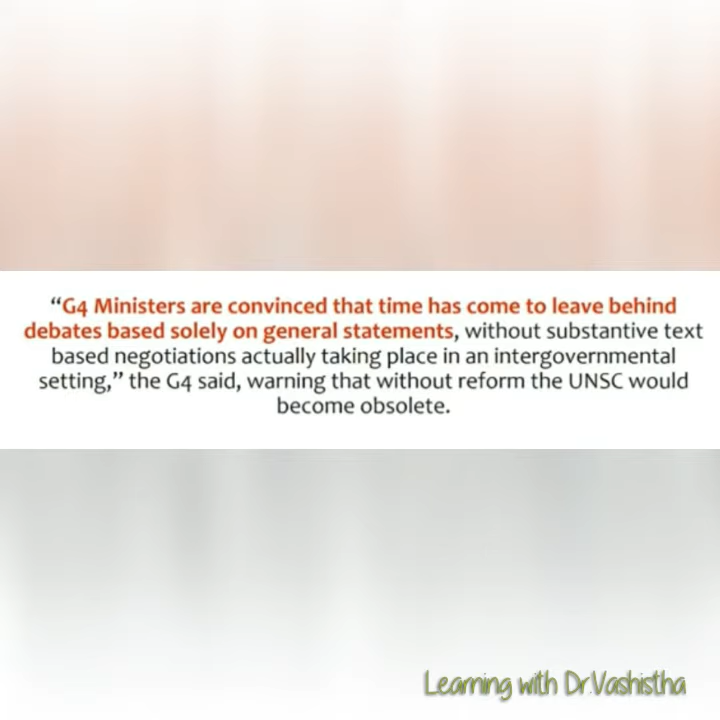 “G4 Ministers are convinced that time has come to leave behind
debates based solely on general statements, without substantive text
based negotiations actually taking place in an intergovernmental
setting,” the G4 said, warning that without reform the UNSC would
become obsolete.
Learning with Dr.Vashistha